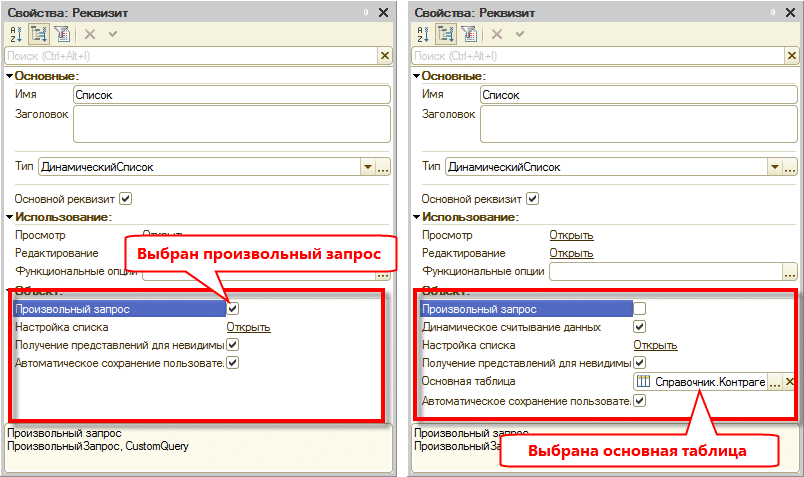 Свойства: Реквизит
Поиск (Ctrl+Alt+I)
Основные:
Имя Список
Заголовок
Тип ДинамическийСписок
Основной реквизит
Использование:
Просмотр Открыть
Редактирование
Функциональные опции
Выбран произвольный запрос
Объект:
Произвольный запрос
Настройка списка Открыть
Получение представлений для невидимы
Автоматическое сохранение пользовате.
Произвольный запрос
ПроизвольныйЗапрос, CustomQuery
Свойства: Реквизит
Поиск (Ctrl+Alt+I)
Основные:
Имя Список
Заголовок
Тип ДинамическийСписок
Основной реквизит
Использование:
Просмотр Открыть
Редактирование Открыть
Функциональные опции
Объект:
Произвольный запрос
Динамическое считывание данных
Настройка списка Открыть
Получение представлений для невидимы
Основная таблица Справочник.Контраге
Автоматическое сохранение пользовате.
Произвольный запрос
Произвольный
Выбрана основная таблица